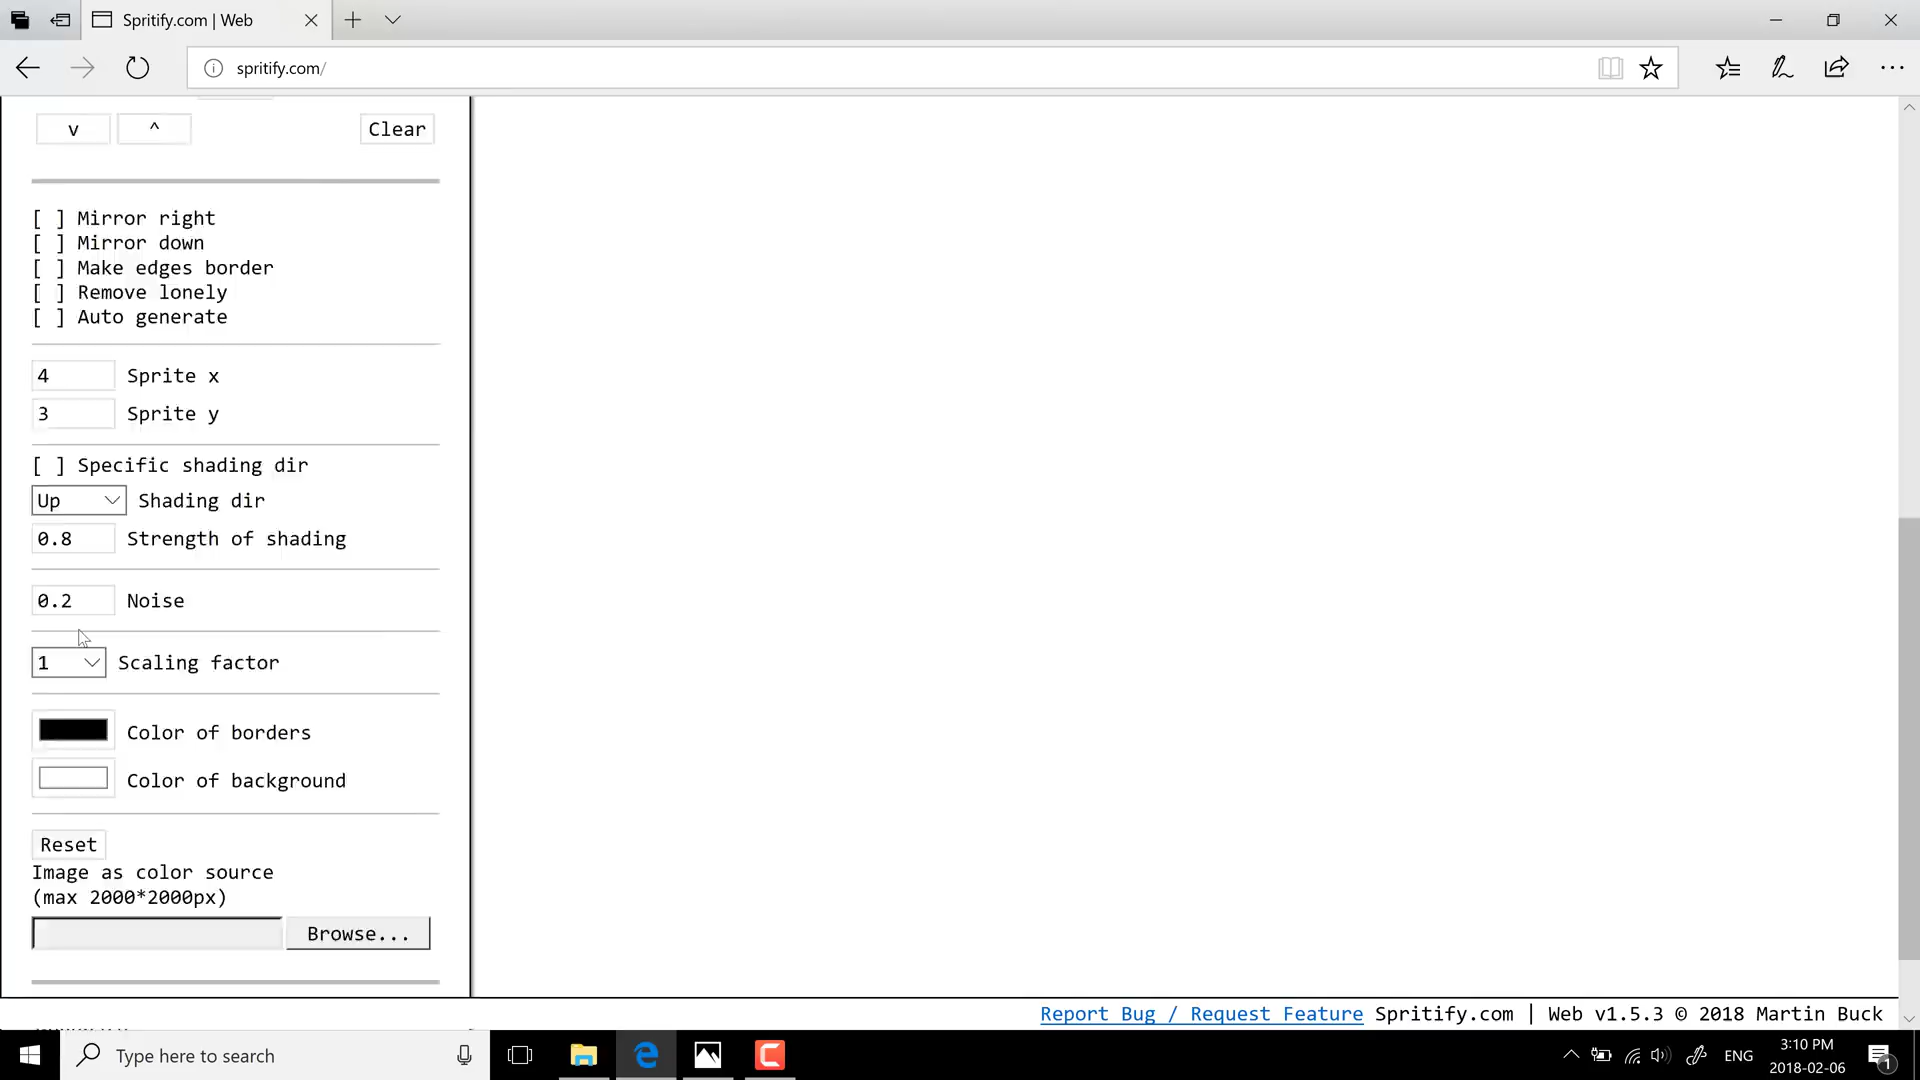 Spritify.com | Web
spritify.com/
v ^ Clear
[ ] Mirror right
[ ] Mirror down
[ ] Make edges border
[ ] Remove lonely
[ ] Auto generate
4 Sprite x
3 Sprite y
[ ] Specific shading dir
Up Shading dir
0.8 Strength of shading
0.2 Noise
1 Scaling factor
Color of borders
Color of background
Reset
Image as color source
(max 2000*2000px)
Browse...
Report Bug / Request Feature Spritify.com | Web v1.5.3 © 2018 Martin Buck
Type here to search
ENG
3:10 PM
2018-02-06
1